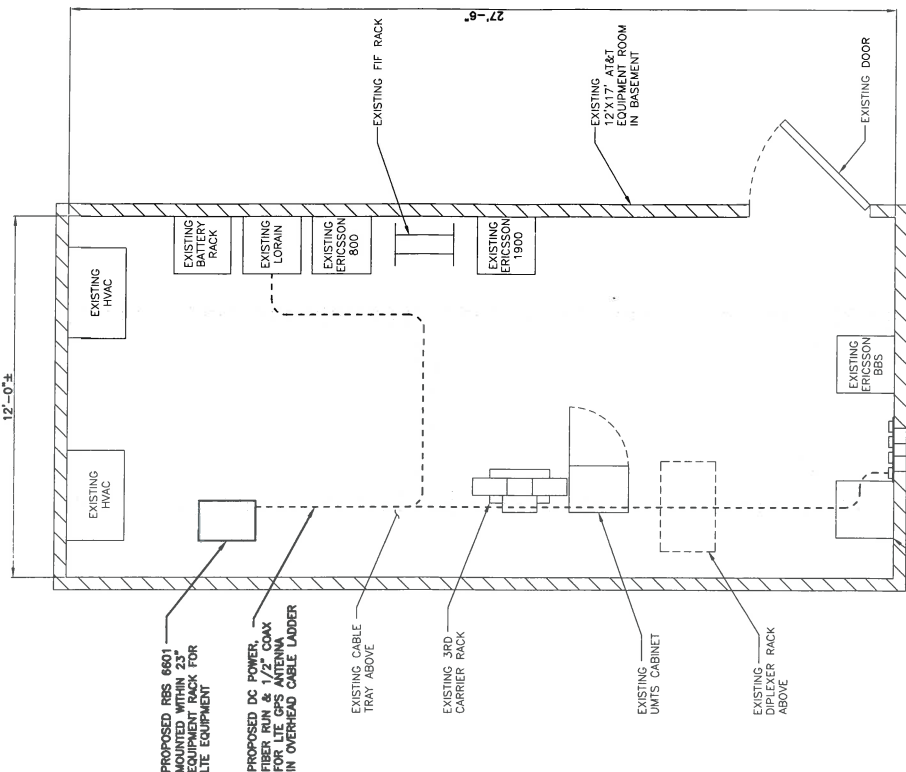 12'-0"±
27'-6"
EXISTING
HVAC
EXISTING
HVAC
EXISTING
BATTERY
RACK
EXISTING
LORAIN
EXISTING
ERICSSON
800
EXISTING FIF RACK
EXISTING
ERICSSON
1900
EXISTING
12'X17' AT&T
EQUIPMENT ROOM
IN BASEMENT
EXISTING DOOR
EXISTING
ERICSSON
BBS
PROPOSED RBS 6601
MOUNTED WITHIN 23"
EQUIPMENT RACK FOR
LTE EQUIPMENT
PROPOSED DC POWER,
FIBER RUN & 1/2" COAX
FOR LTE GPS ANTENNA
IN OVERHEAD CABLE LADDER
EXISTING CABLE
TRAY ABOVE
EXISTING 3RD
CARRIER RACK
EXISTING
UMTS CABINET
EXISTING
DIPLEXER RACK
ABOVE